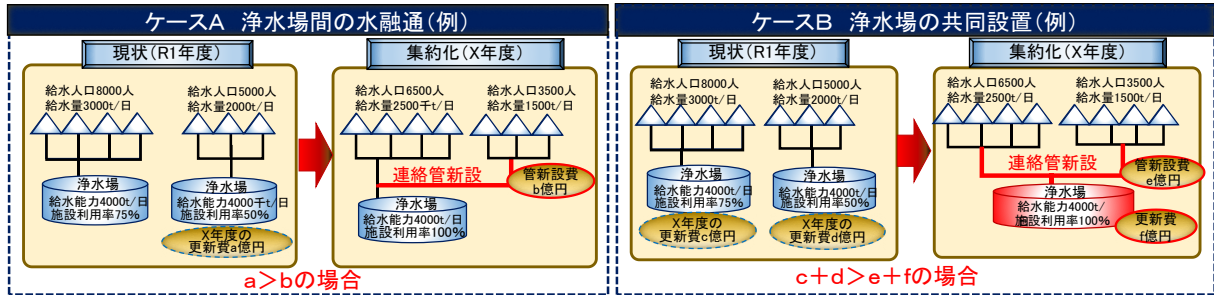 ケースA 浄水場間の水融通(例)
現状(R1年度)
給水人口8000人
給水量3000t/日
給水人口5000人
給水量2000t/日
浄水場
給水能力4000t/日
施設利用率75%
浄水場
給水能力4000千t/日
施設利用率50%
X年度の
更新費a億円
集約化(X年度)
給水人口6500人
給水量2500千t/日
給水人口3500人
給水量1500t/日
連絡管新設
管新設費
b億円
浄水場
給水能力4000t/日
施設利用率100%
a>bの場合
ケースB 浄水場の共同設置(例)
現状(R1年度)
給水人口8000人
給水量3000t/日
給水人口5000人
給水量2000t/日
浄水場
給水能力4000t/日
施設利用率75%
浄水場
給水能力4000t/日
施設利用率50%
X年度の
更新費c億円
X年度の
更新費d億円
集約化(X年度)
給水人口6500人
給水量2500t/日
給水人口3500人
給水量1500t/日
連絡管新設
管新設費
e億円
浄水場
給水能力4000t/
施設利用率100%
更新費
f億円
c+d>e+fの場合